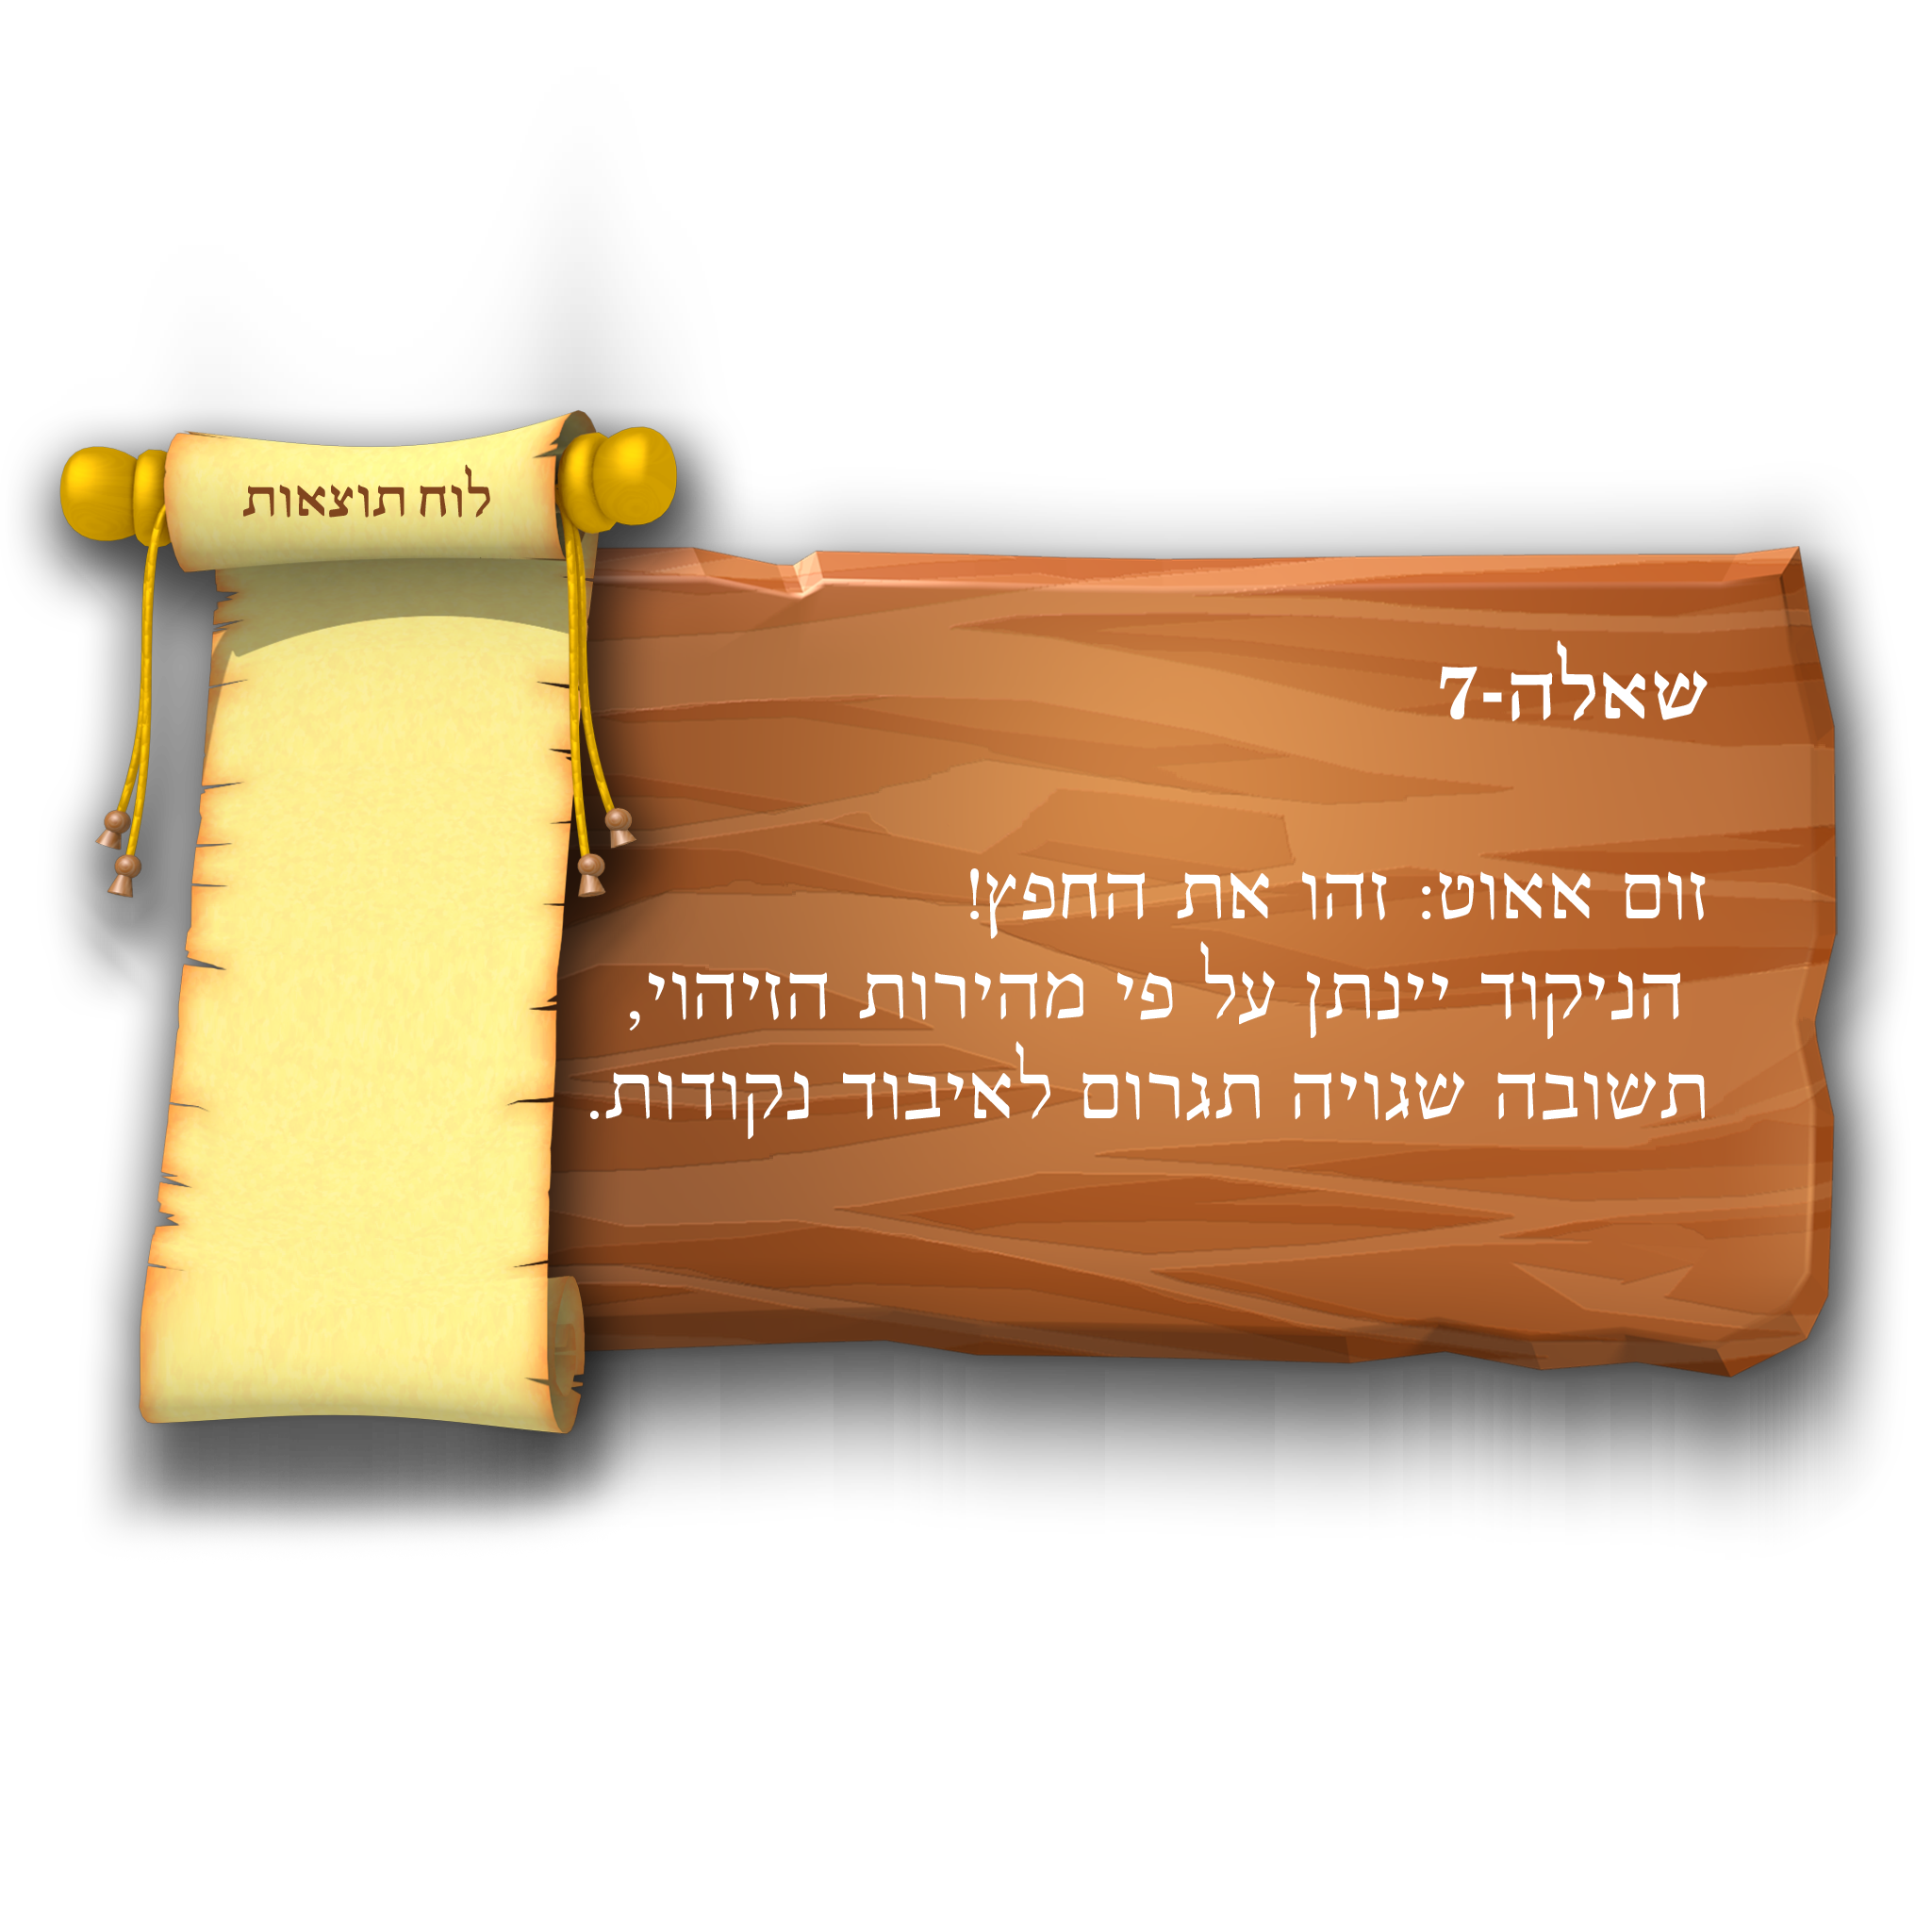 לוח תוצאות
שאלה-7
זום אאוט: זהו את החפץ!
הניקוד יינתן על פי מהירות הזיהוי,
תשובה שגויה תגרום לאיבוד נקודות.